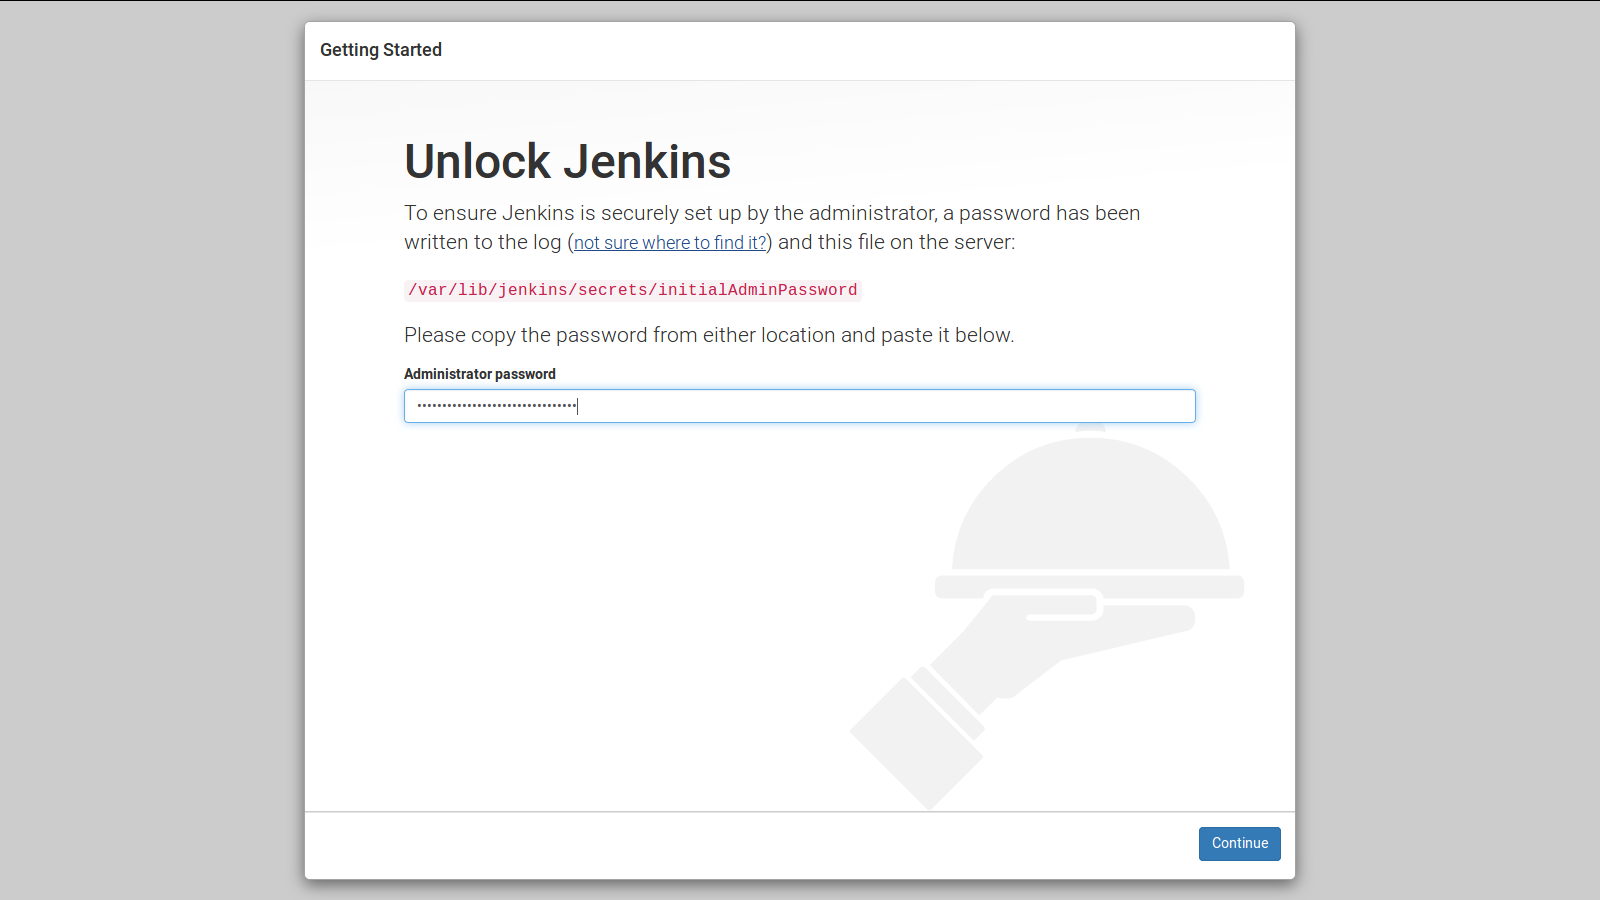 Getting Started
Unlock Jenkins
To ensure Jenkins is securely set up by the administrator, a password has been
written to the log (not sure where to find it?) and this file on the server:
/var/lib/jenkins/secrets/initialAdminPassword
Please copy the password from either location and paste it below.
Administrator password
••••••••••••••••••••••••••••••••
Continue